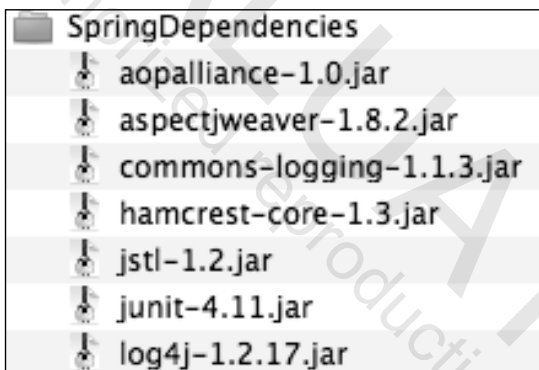 SpringDependencies
aopalliance-1.0.jar
aspectjweaver-1.8.2.jar
commons-logging-1.1.3.jar
hamcrest-core-1.3.jar
jstl-1.2.jar
junit-4.11.jar
log4j-1.2.17.jar